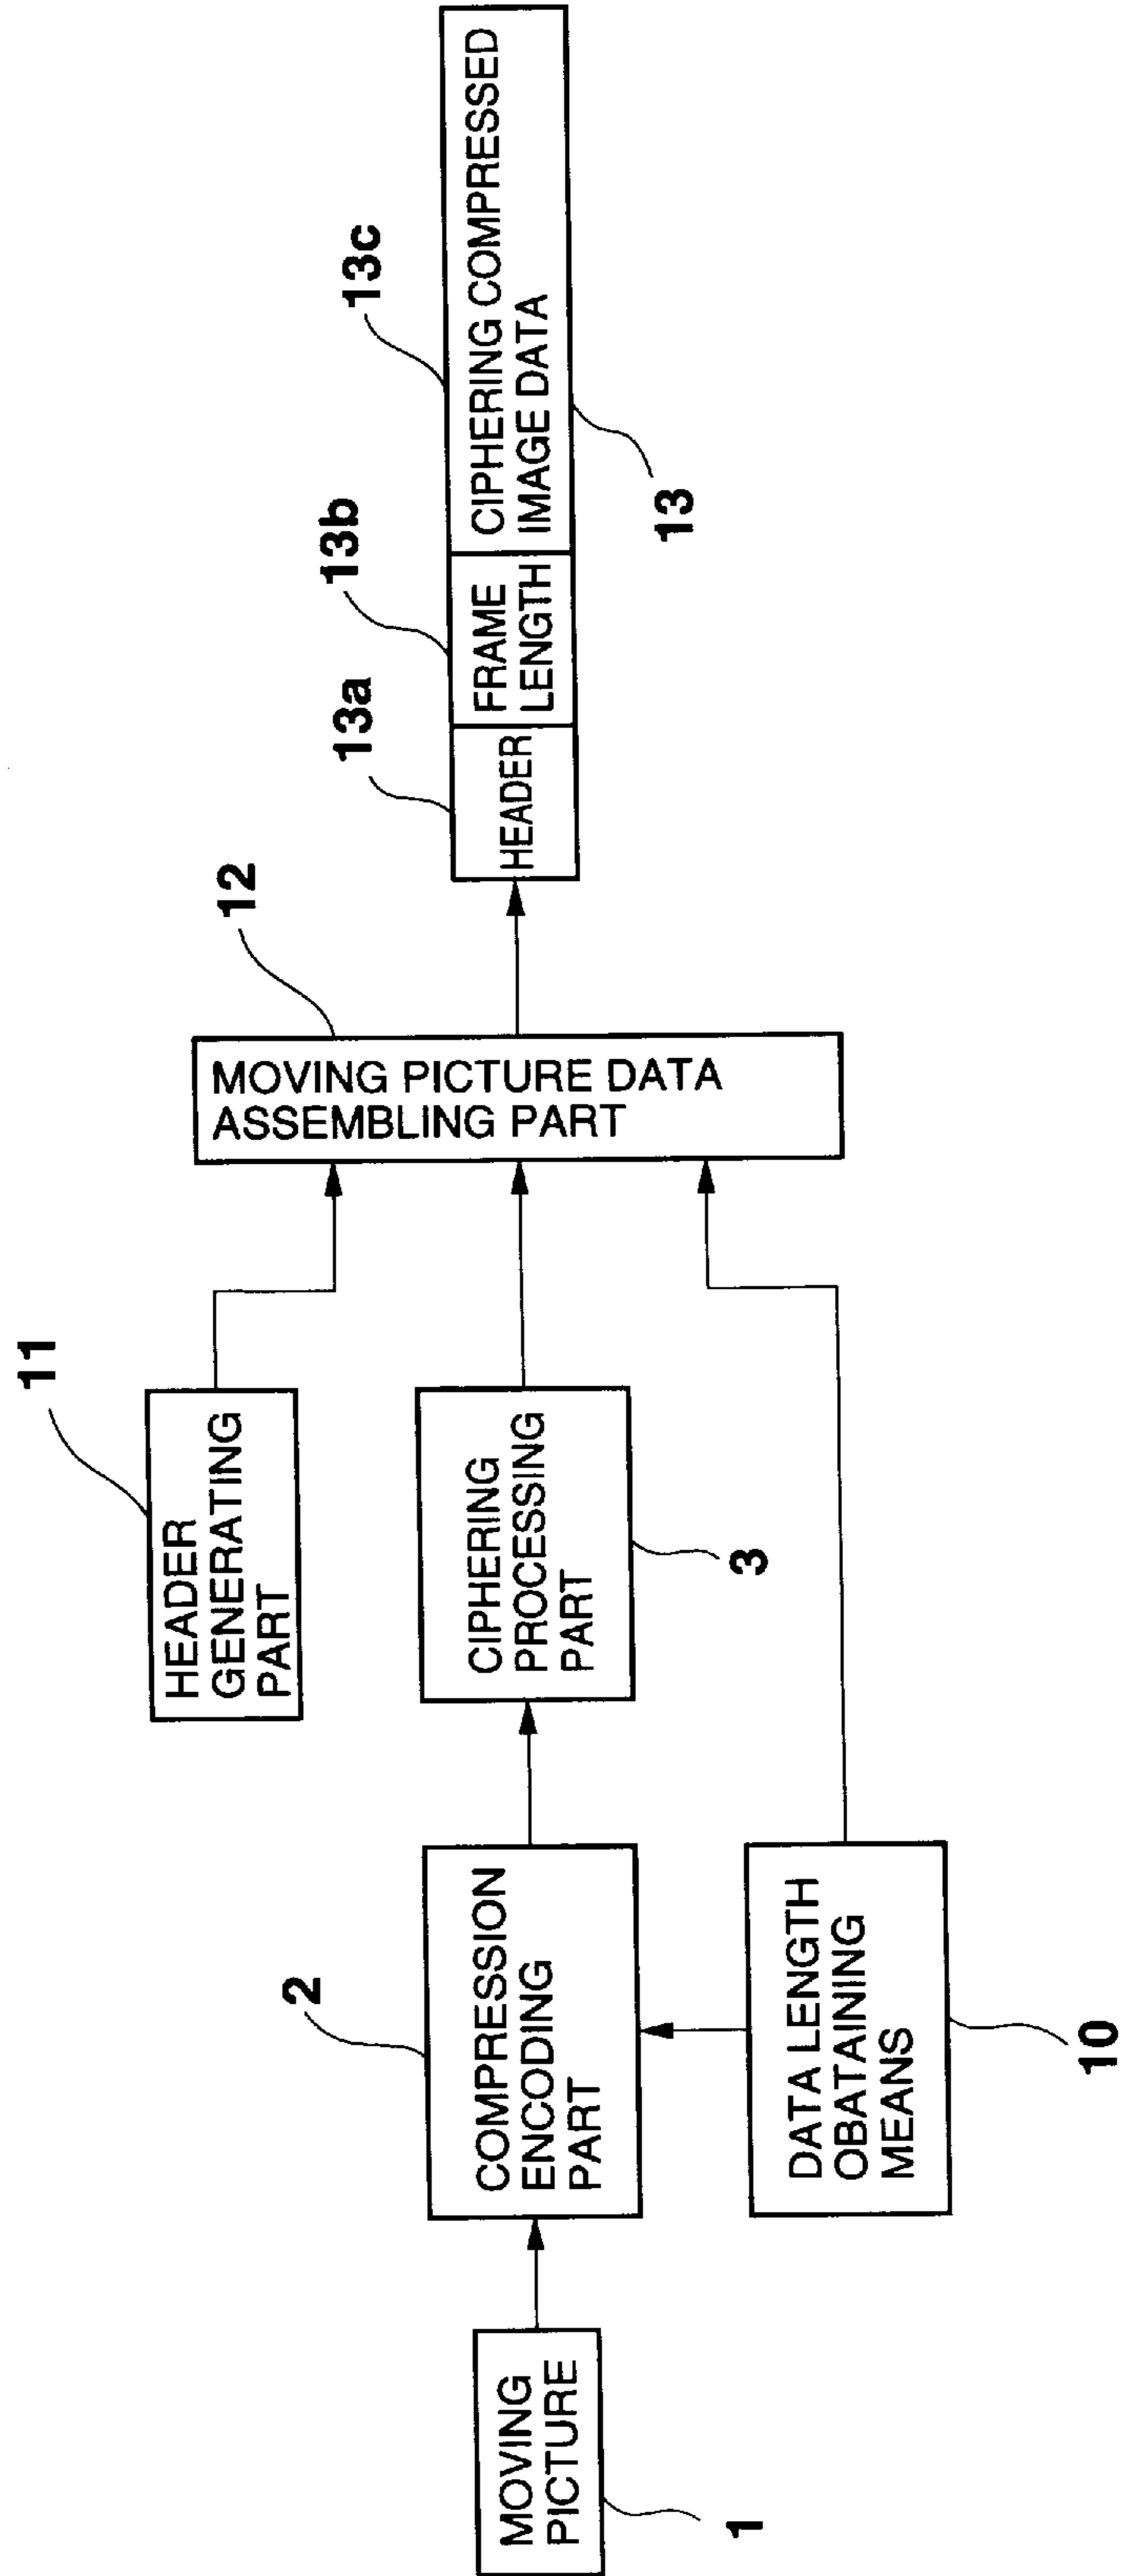 11
HEADER
GENERATING
PART
1
MOVING
PICTURE
2
COMPRESSION
ENCODING
PART
3
CIPHERING
PROCESSING
PART
10
DATA LENGTH
OBATAINING
MEANS
12
MOVING PICTURE DATA
ASSEMBLING PART
13a
HEADER
13b
FRAME
LENGTH
13c
CIPHERING COMPRESSED
IMAGE DATA
13